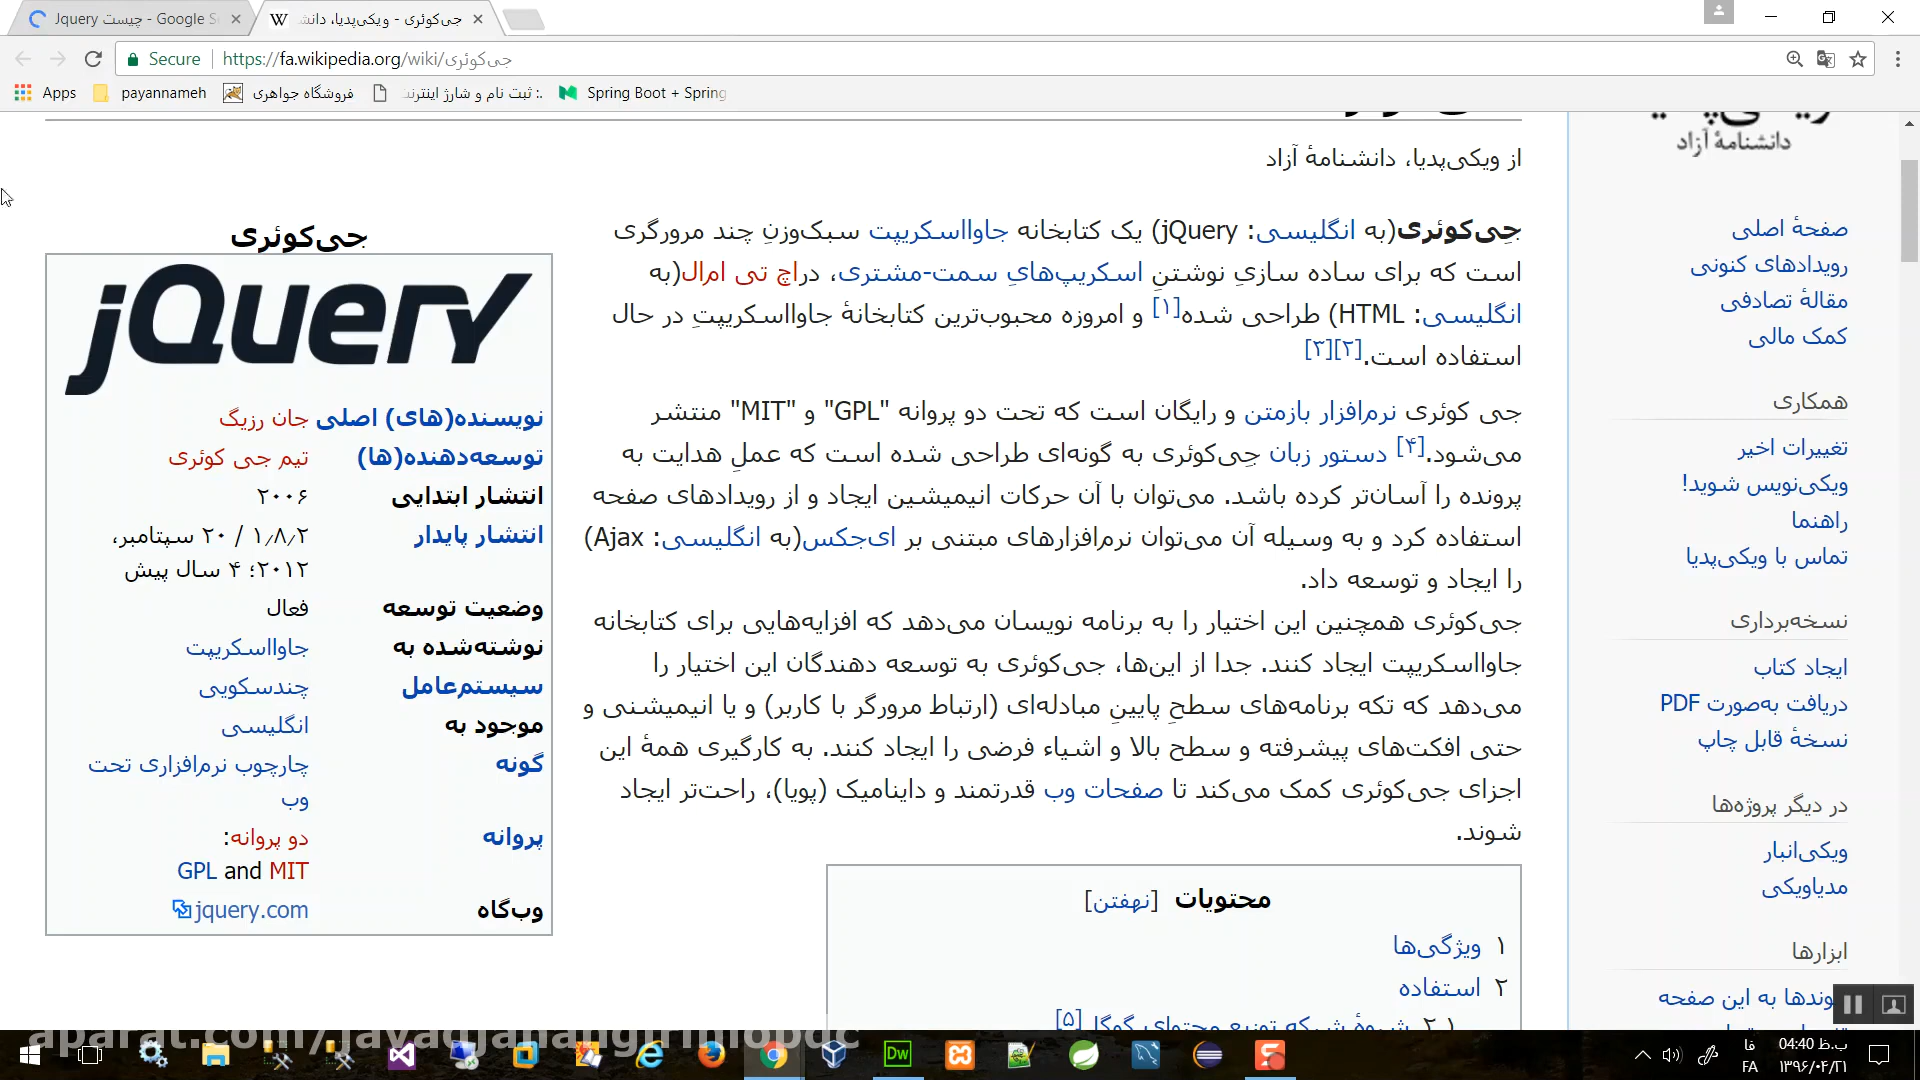 Jquery چیست - Google S
جی‌کوئری - ویکی‌پدیا، دانش
Secure
https://fa.wikipedia.org/wiki/جی‌کوئری
Apps
payannameh
فروشگاه جواهری
.: ثبت نام و شارژ اینترنت
Spring Boot + Spring
از ویکی‌پدیا، دانشنامهٔ آزاد
جی‌کوئری(به انگلیسی: jQuery) یک کتابخانه جاوااسکریپت سبک‌وزنِ چند مرورگری
است که برای ساده سازیِ نوشتنِ اسکریپ‌هایِ سمت-مشتری، دراچ تی ام‌ال(به
انگلیسی: HTML) طراحی شده[۱] و امروزه محبوب‌ترین کتابخانهٔ جاوااسکریپتِ در حال
استفاده است.[۲][۳]
جی کوئری نرم‌افزار بازمتن و رایگان است که تحت دو پروانه "GPL" و "MIT" منتشر
می‌شود.[۴] دستور زبان جی‌کوئری به گونه‌ای طراحی شده است که عملِ هدایت به
پرونده را آسان‌تر کرده باشد. می‌توان با آن حرکات انیمیشین ایجاد و از رویدادهای صفحه
استفاده کرد و به وسیله آن می‌توان نرم‌افزارهای مبتنی بر ای‌جکس(به انگلیسی: Ajax)
را ایجاد و توسعه داد.
جی‌کوئری همچنین این اختیار را به برنامه نویسان می‌دهد که افزایه‌هایی برای کتابخانه
جاوااسکریپت ایجاد کنند. جدا از این‌ها، جی‌کوئری به توسعه دهندگان این اختیار را
می‌دهد که تکه برنامه‌های سطحِ پایینِ مبادله‌ای (ارتباط مرورگر با کاربر) و یا انیمیشنی و
حتی افکت‌های پیشرفته و سطح بالا و اشیاء فرضی را ایجاد کنند. به کارگیری همهٔ این
اجزای جی‌کوئری کمک می‌کند تا صفحات وب قدرتمند و داینامیک (پویا)، راحت‌تر ایجاد
شوند.
محتویات [نهفتن]
۱ ویژگی‌ها
۲ استفاده
۲.۱ شیوهٔ شبکه توزیع محتوای گوگل [۵]
جی‌کوئری
jQuery
نویسنده(های) اصلی جان رزیگ
توسعه‌دهنده(ها) تیم جی کوئری
انتشار ابتدایی ۲۰۰۶
انتشار پایدار ۱٫۸٫۲ / ۲۰ سپتامبر،
۲۰۱۲؛ ۴ سال پیش
وضعیت توسعه فعال
نوشته‌شده به جاوااسکریپت
سیستم‌عامل چندسکویی
موجود به انگلیسی
گونه چارچوب نرم‌افزاری تحت
وب
پروانه دو پروانه:
GPL and MIT
وب‌گاه jquery.com
دانشنامهٔ آزاد
صفحهٔ اصلی
رویدادهای کنونی
مقالهٔ تصادفی
کمک مالی
همکاری
تغییرات اخیر
ویکی‌نویس شوید!
راهنما
تماس با ویکی‌پدیا
نسخه‌برداری
ایجاد کتاب
دریافت به‌صورت PDF
نسخهٔ قابل چاپ
در دیگر پروژه‌ها
ویکی‌انبار
مدیاویکی
ابزارها
وندها به این صفحه
Dw
فا
FA
04:40 ب.ظ
۱۳۹۶/۰۴/۲۱